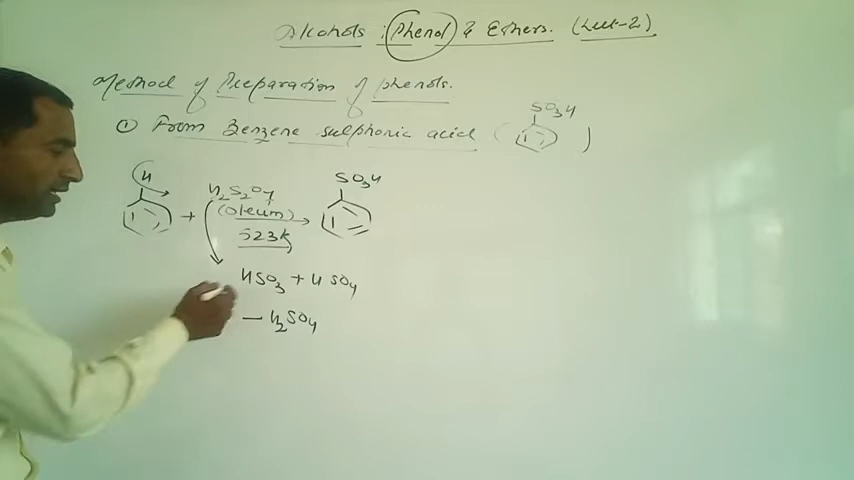 Alcohols : Phenol & Ethers. (Lect-2)
Method of Preparation of phenols.
① From Benzene sulphonic acid ( SO3H )
H + H2S2O7 (Oleum) 523K → SO3H
HSO3 + HSO4
— H2SO4